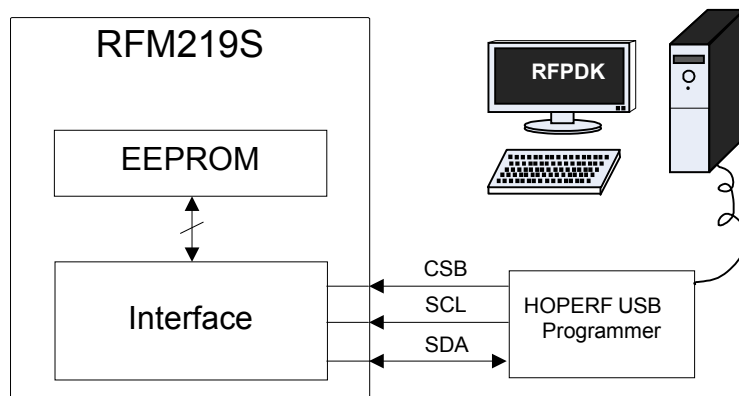 RFM219S
RFPDK
EEPROM
Interface
CSB
SCL
SDA
HOPERF USB
Programmer